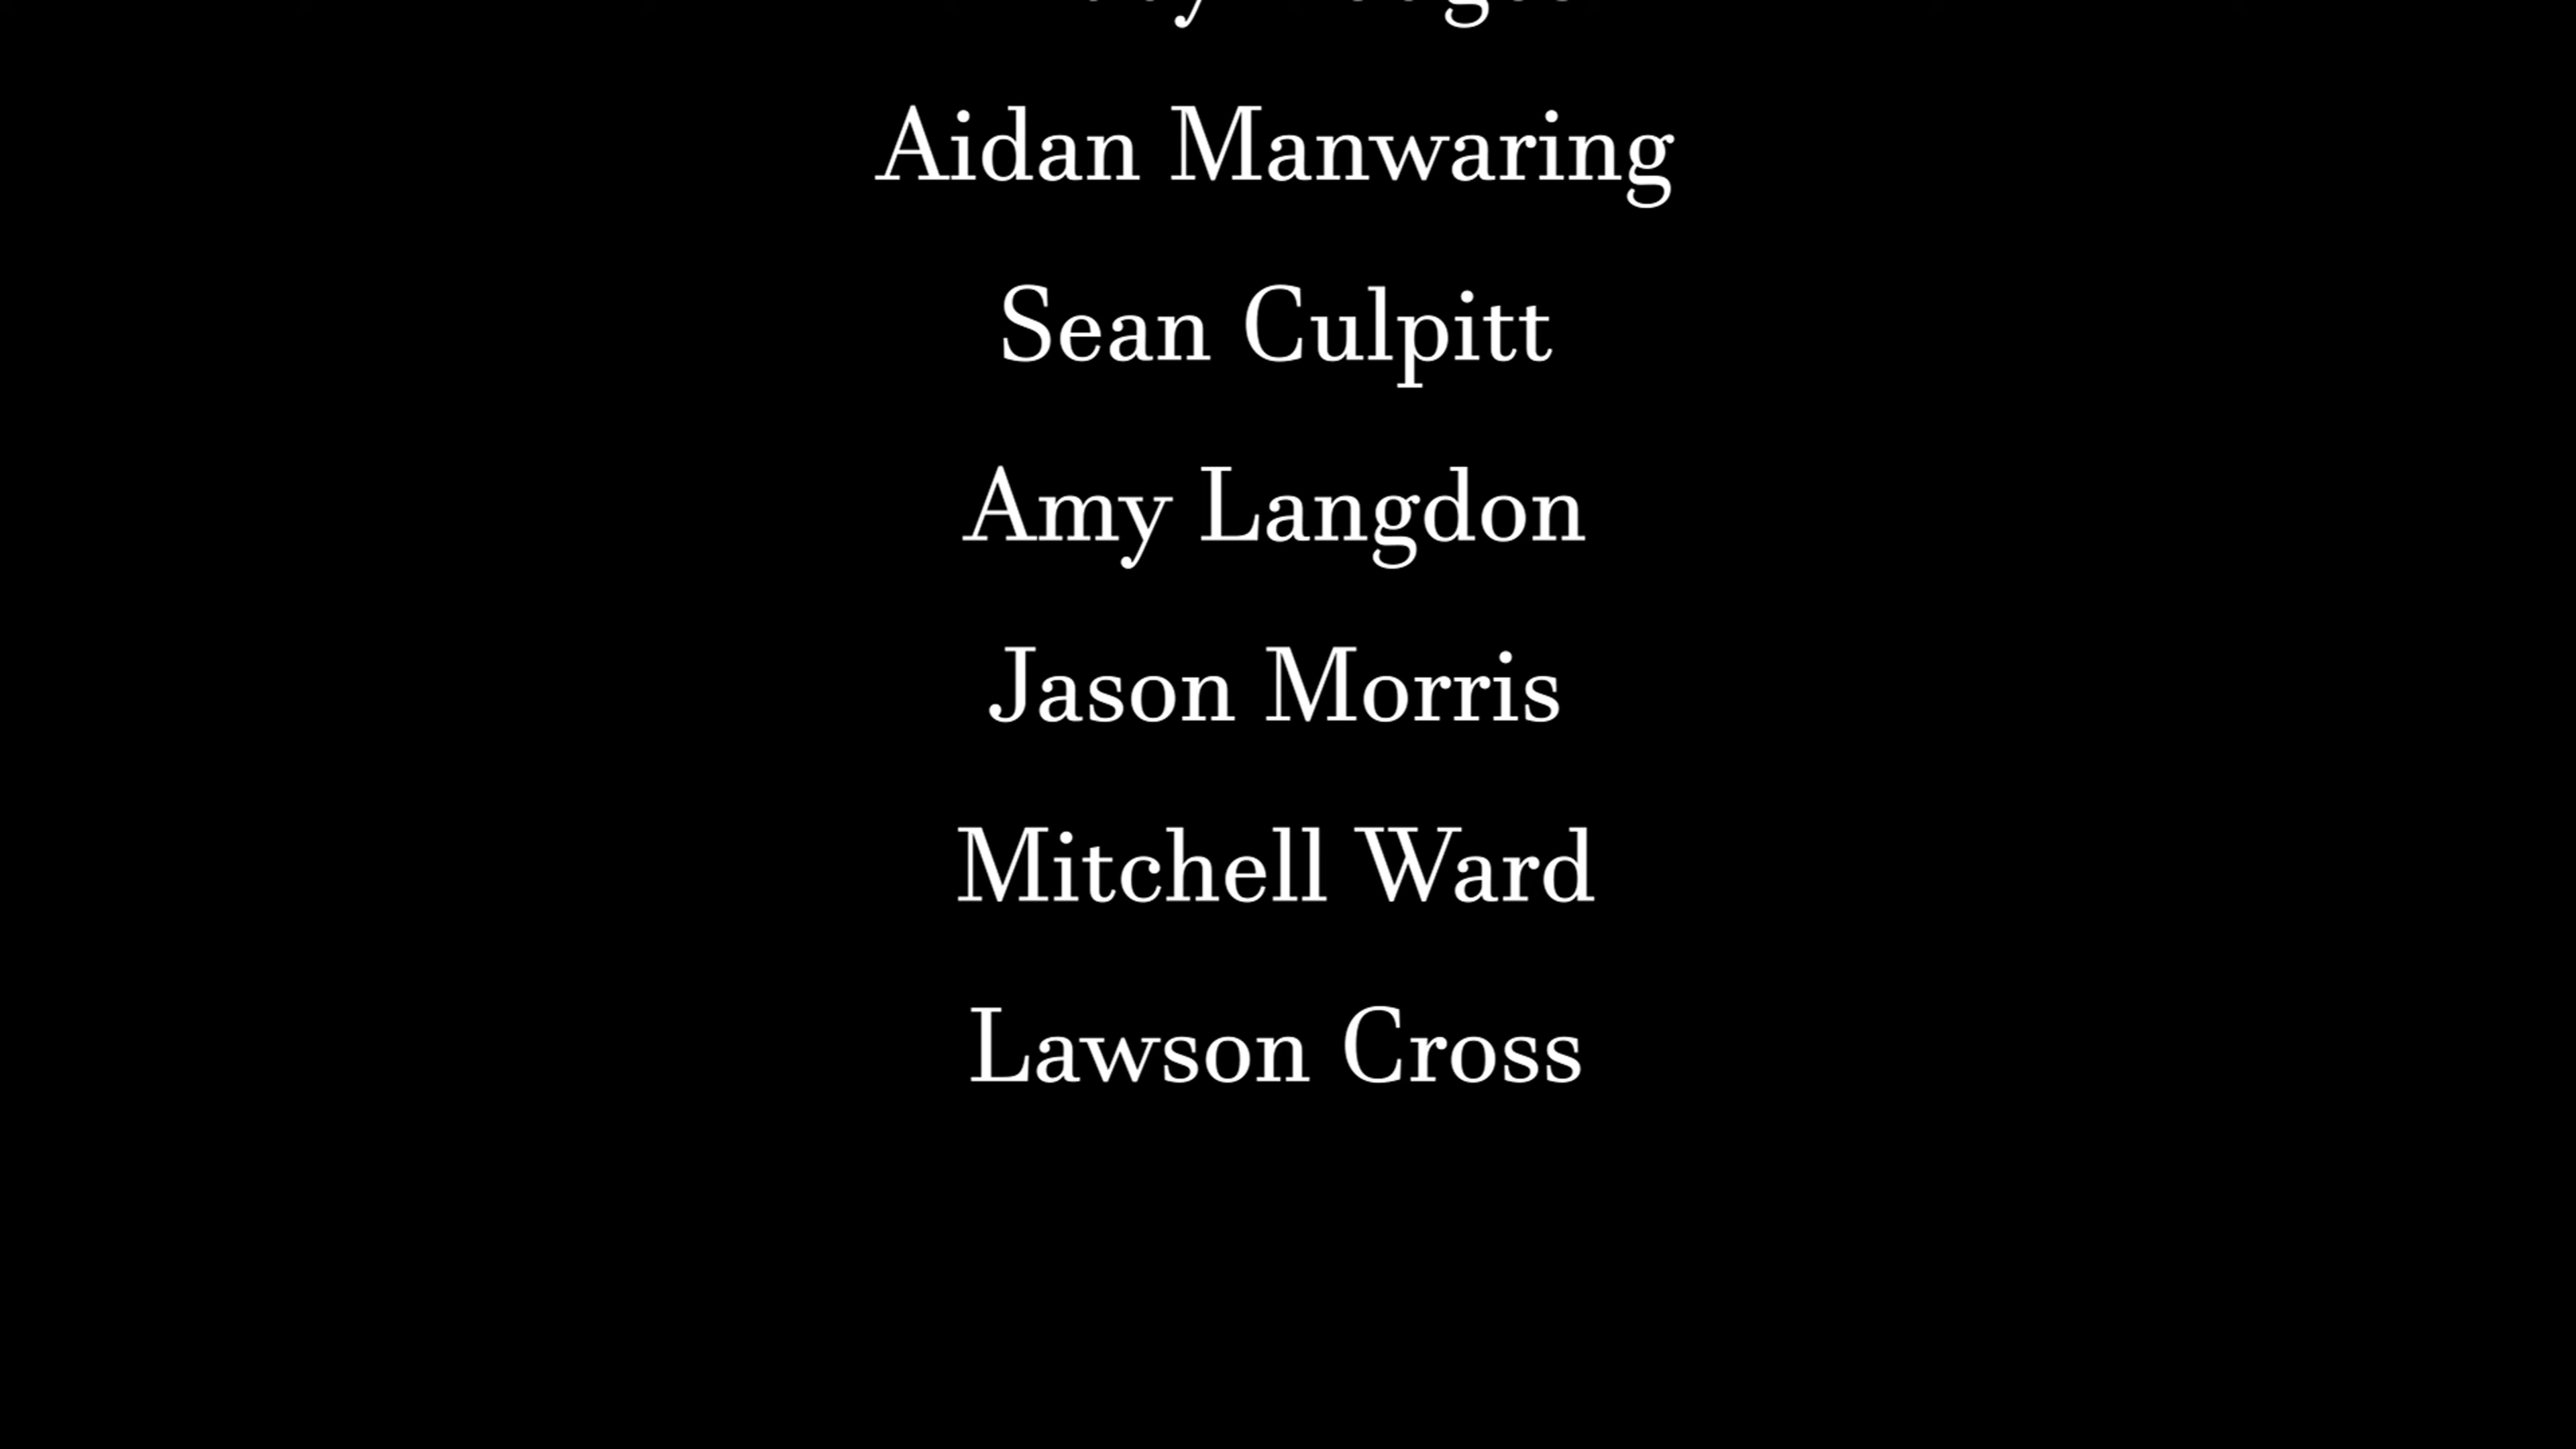 Aidan Manwaring
Sean Culpitt
Amy Langdon
Jason Morris
Mitchell Ward
Lawson Cross